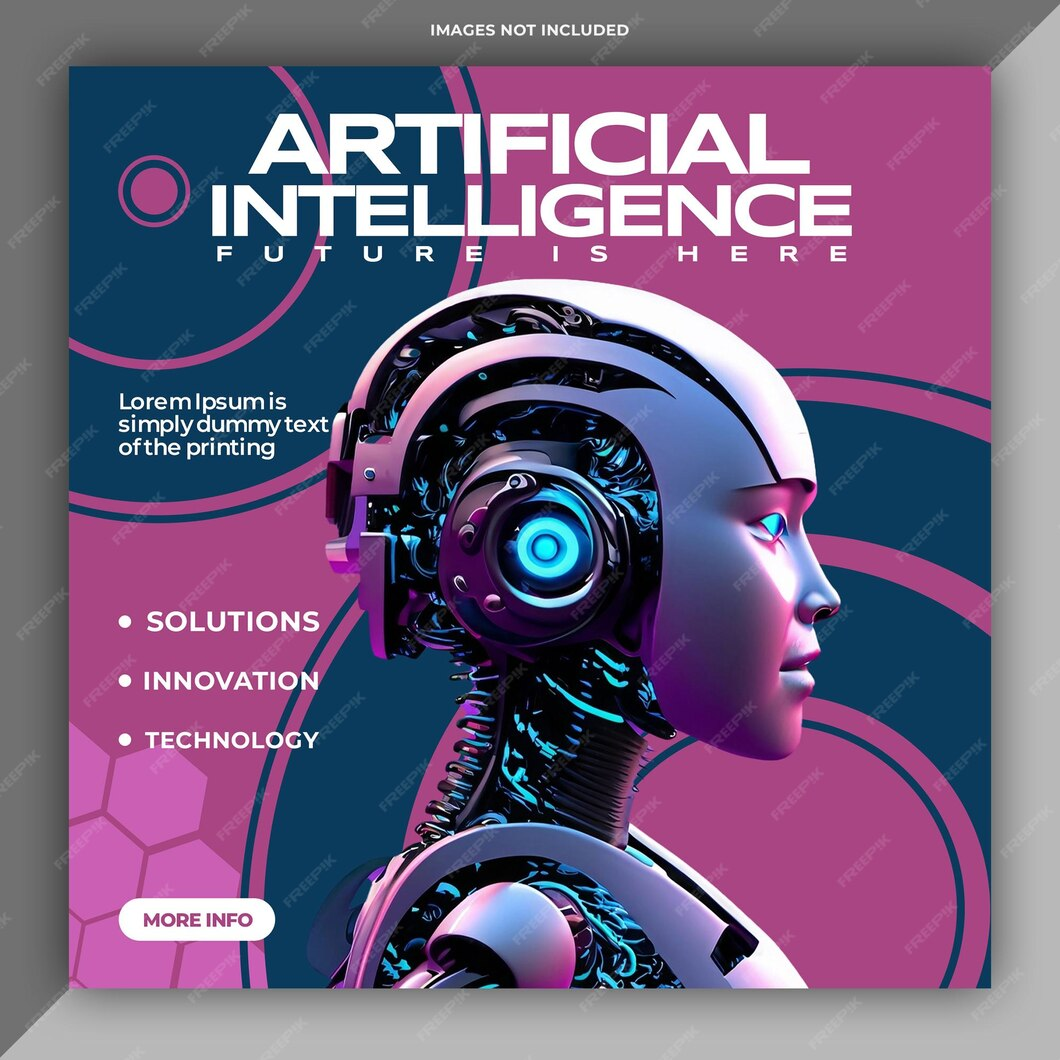 IMAGES NOT INCLUDED
ARTIFICIAL
INTELLIGENCE
FUTURE IS HERE
Lorem Ipsum is
simply dummy text
of the printing
• SOLUTIONS
• INNOVATION
• TECHNOLOGY
MORE INFO
FREEPIK